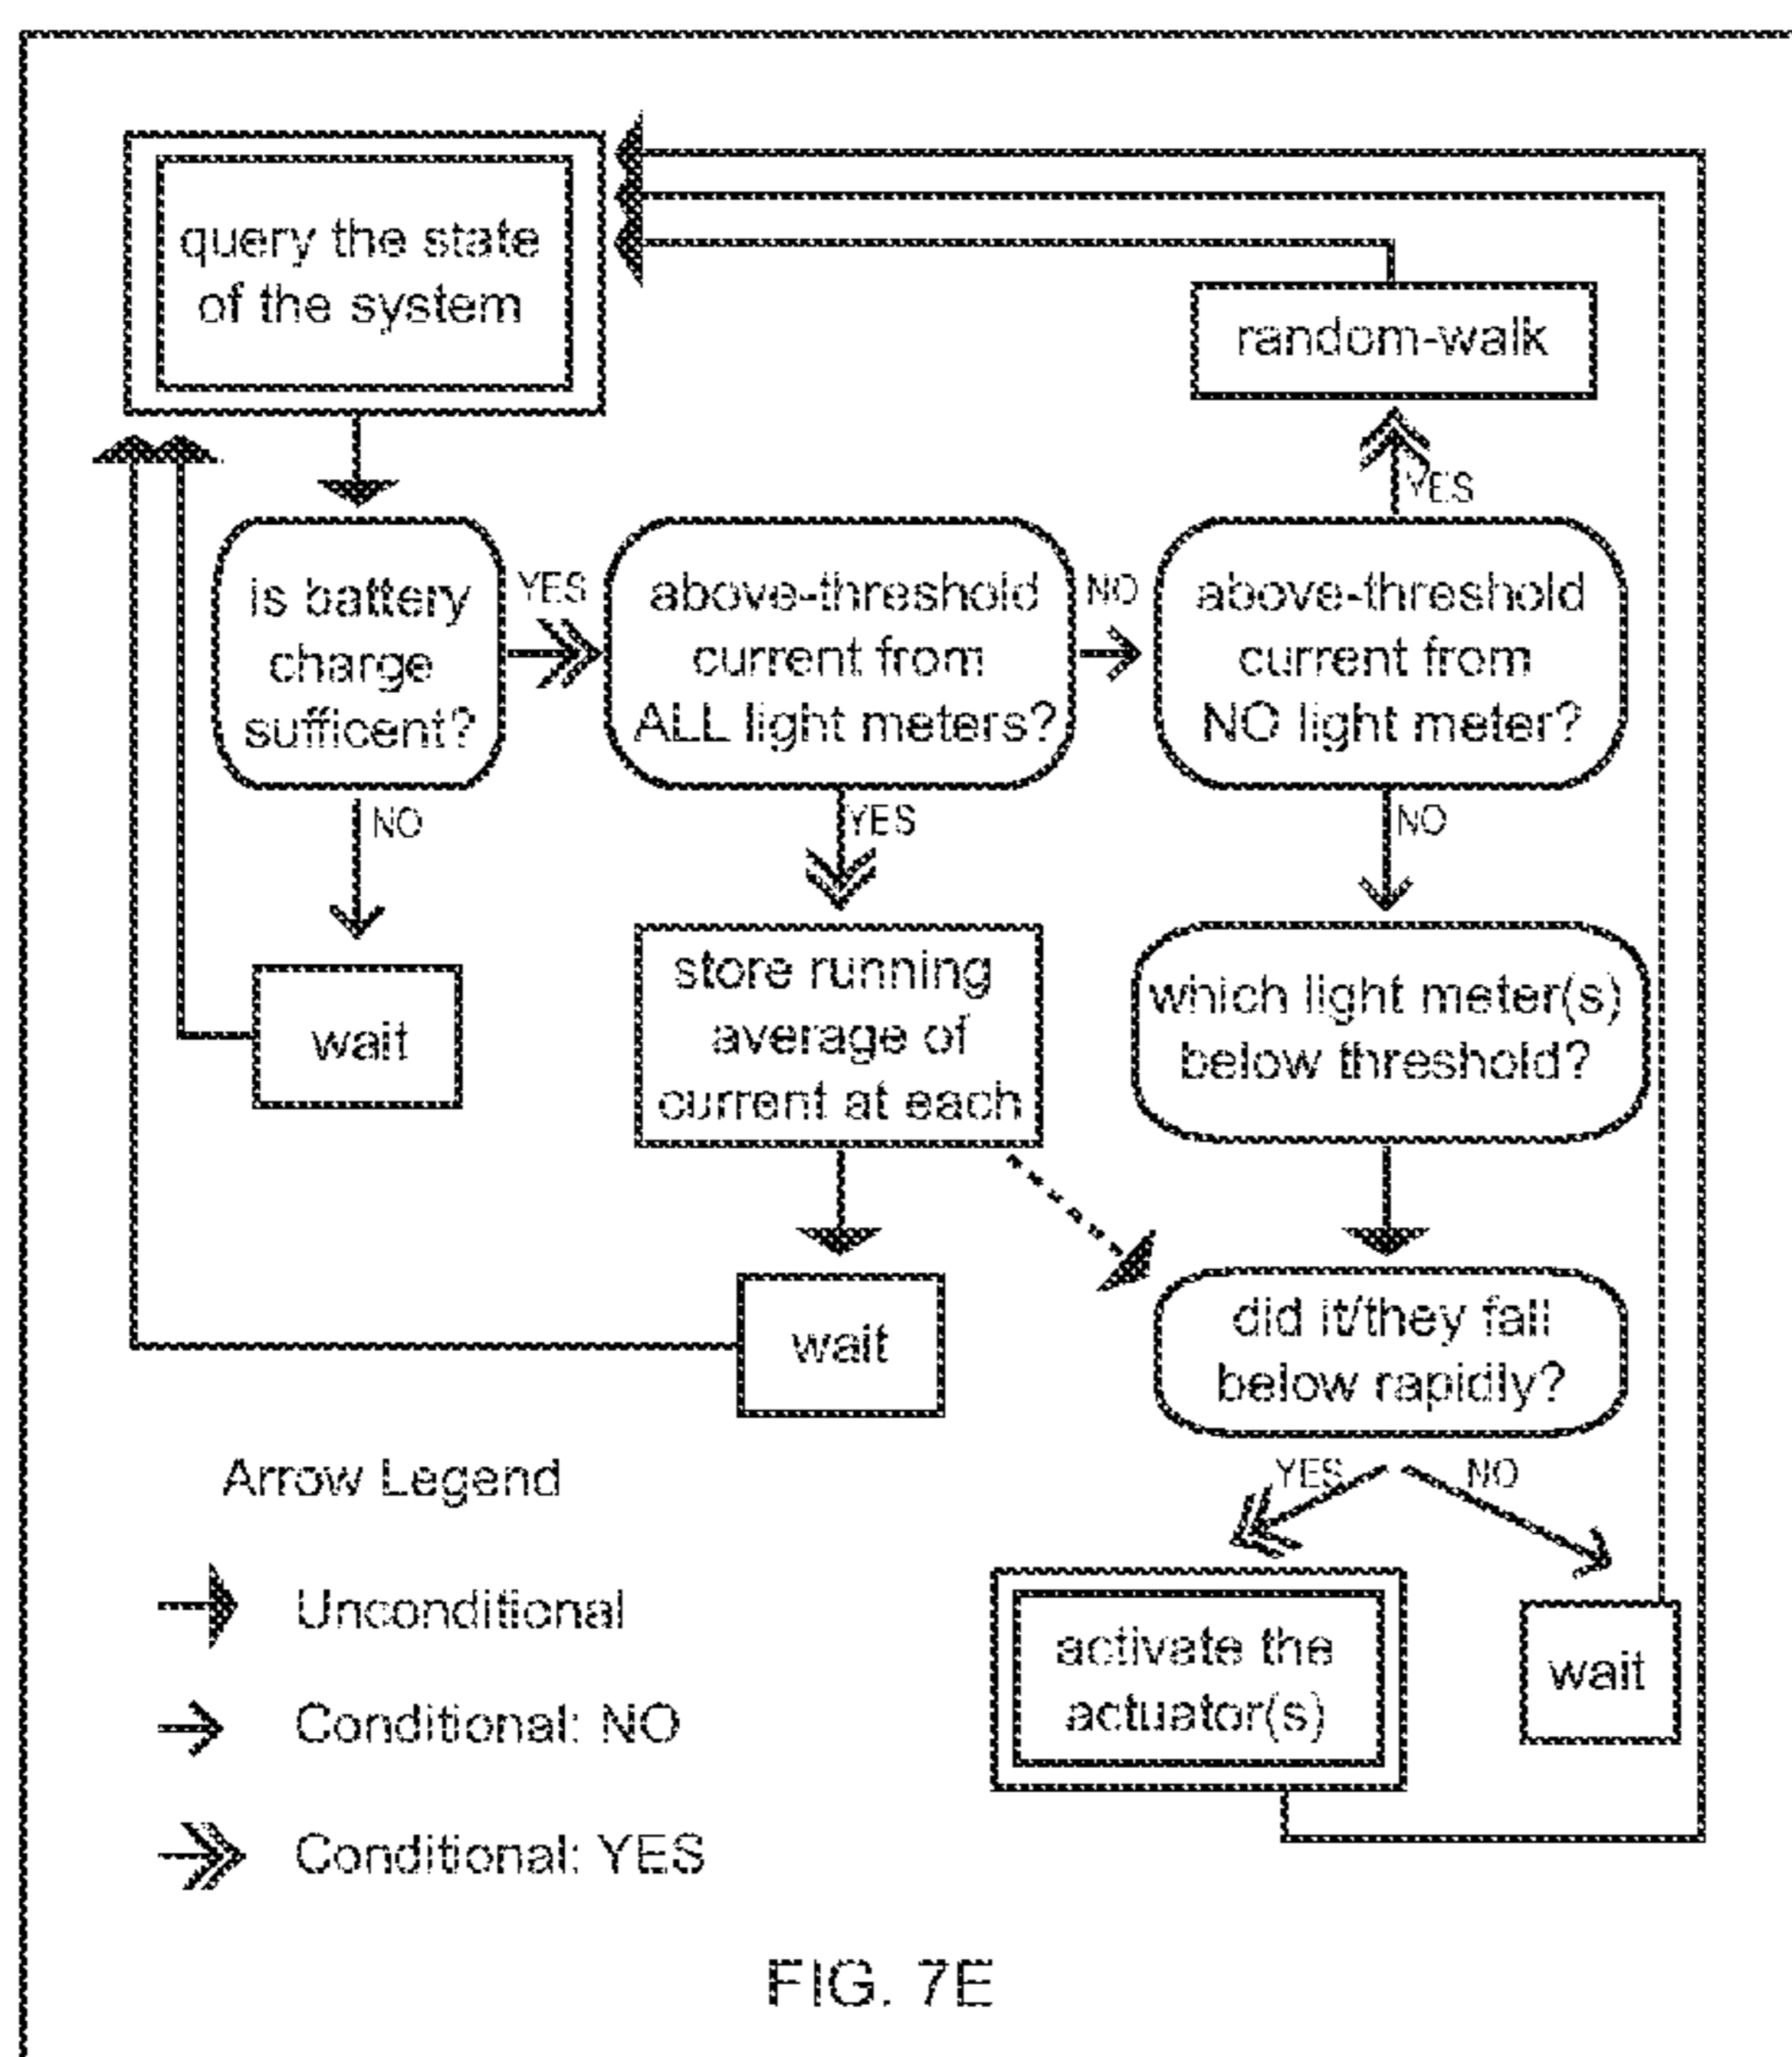 query the state
of the system
random-walk
YES
is battery
charge
sufficent?
YES
above-threshold
current from
ALL light meters?
NO
above-threshold
current from
NO light meter?
NO
YES
NO
wait
store running
average of
current at each
which light meter(s)
below threshold?
wait
did it/they fall
below rapidly?
YES
NO
activate the
actuator(s)
wait
Arrow Legend
Unconditional
Conditional: NO
Conditional: YES
FIG. 7E